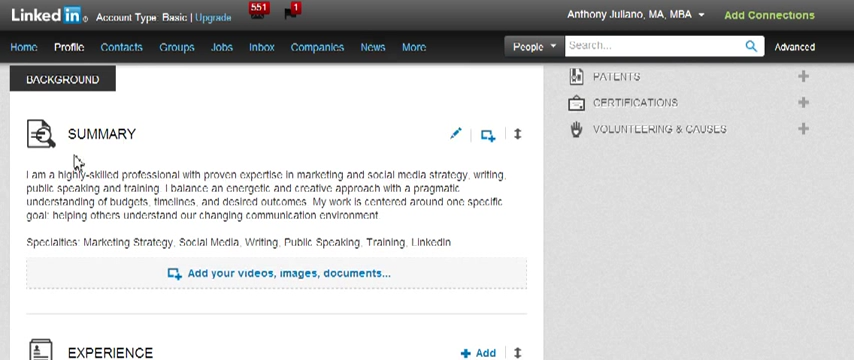 Linked in Account Type Basic | Upgrade 551 1 Anthony Juliano, MA, MBA Add Connections
Home Profile Contacts Groups Jobs Inbox Companies News More People Search... Advanced
BACKGROUND
PATENTS
CERTIFICATIONS
VOLUNTEERING & CAUSES
SUMMARY
I am a highly-skilled professional with proven expertise in marketing and social media strategy, writing,
public speaking and training. I balance an energetic and creative approach with a pragmatic
understanding of budgets, timelines, and desired outcomes. My work is centered around one specific
goal: helping others understand our changing communication environment
Specialties: Marketing Strategy, Social Media, Writing, Public Speaking, Training, LinkedIn
Add your videos, images, documents...
EXPERIENCE
Add